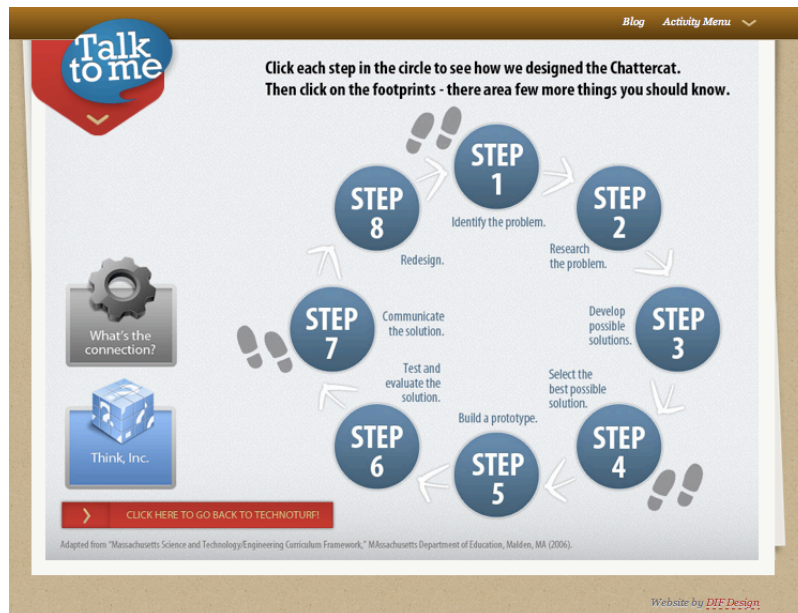 Blog Activity Menu
Talk
to me
Click each step in the circle to see how we designed the Chattercat.
Then click on the footprints - there area few more things you should know.
STEP
1
Identify the problem.
STEP
2
Research
the problem.
STEP
3
Develop
possible
solutions.
STEP
4
Select the
best possible
solution.
STEP
5
Build a prototype.
STEP
6
Test and
evaluate the
solution.
STEP
7
Communicate
the solution.
STEP
8
Redesign.
What's the
connection?
Think, Inc.
CLICK HERE TO GO BACK TO TECHNOTURF!
Adapted from "Massachusetts Science and Technology/Engineering Curriculum Framework," MAssachusetts Department of Education, Malden, MA (2006).
Website by DIF Design